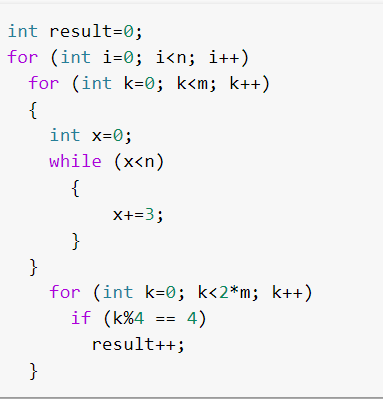 int result=0;
for (int i=0; i<n; i++)
  for (int k=0; k<m; k++)
  {
    int x=0;
    while (x<n)
      {
          x+=3;
      }
  }
    for (int k=0; k<2*m; k++)
      if (k%4 == 4)
        result++;
  }